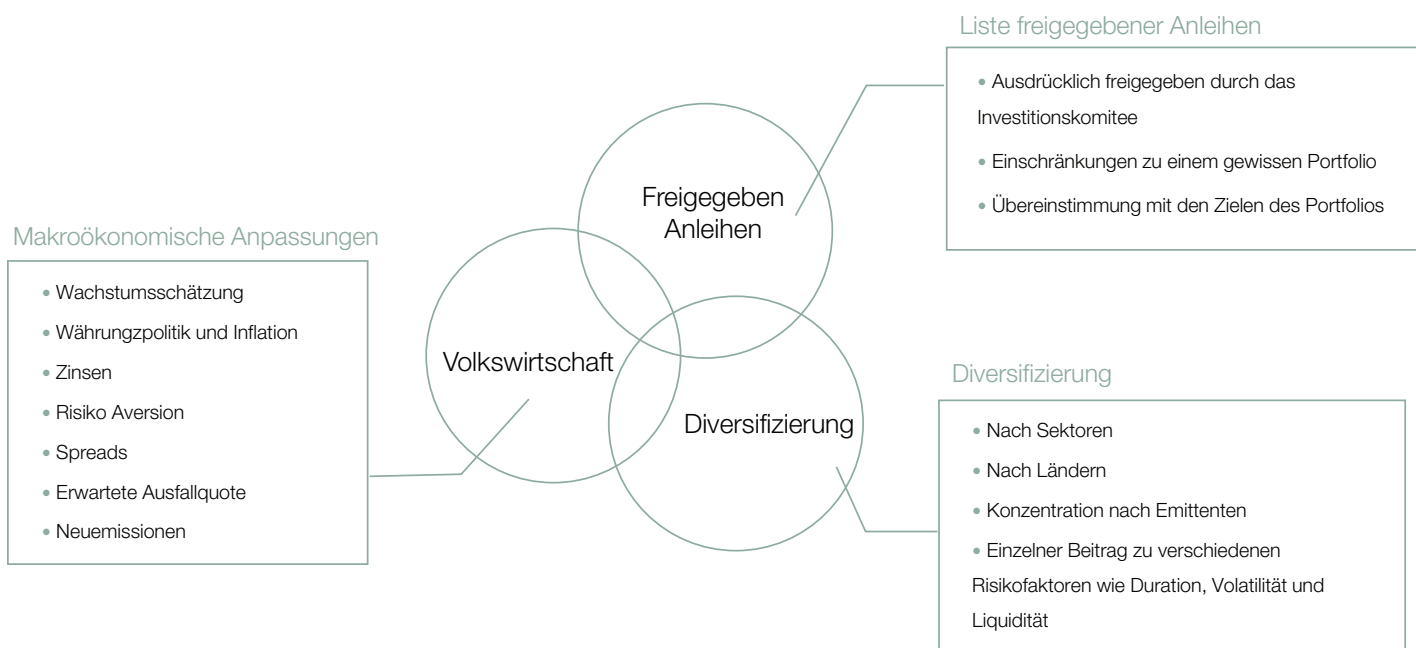 Liste freigegebener Anleihen
• Ausdrücklich freigegeben durch das
Investitionskomitee
• Einschränkungen zu einem gewissen Portfolio
• Übereinstimmung mit den Zielen des Portfolios
Freigegeben
Anleihen
Makroökonomische Anpassungen
• Wachstumsschätzung
• Währungzpolitik und Inflation
• Zinsen
• Risiko Aversion
• Spreads
• Erwartete Ausfallquote
• Neuemissionen
Volkswirtschaft
Diversifizierung
Diversifizierung
• Nach Sektoren
• Nach Ländern
• Konzentration nach Emittenten
• Einzelner Beitrag zu verschiedenen
Risikofaktoren wie Duration, Volatilität und
Liquidität